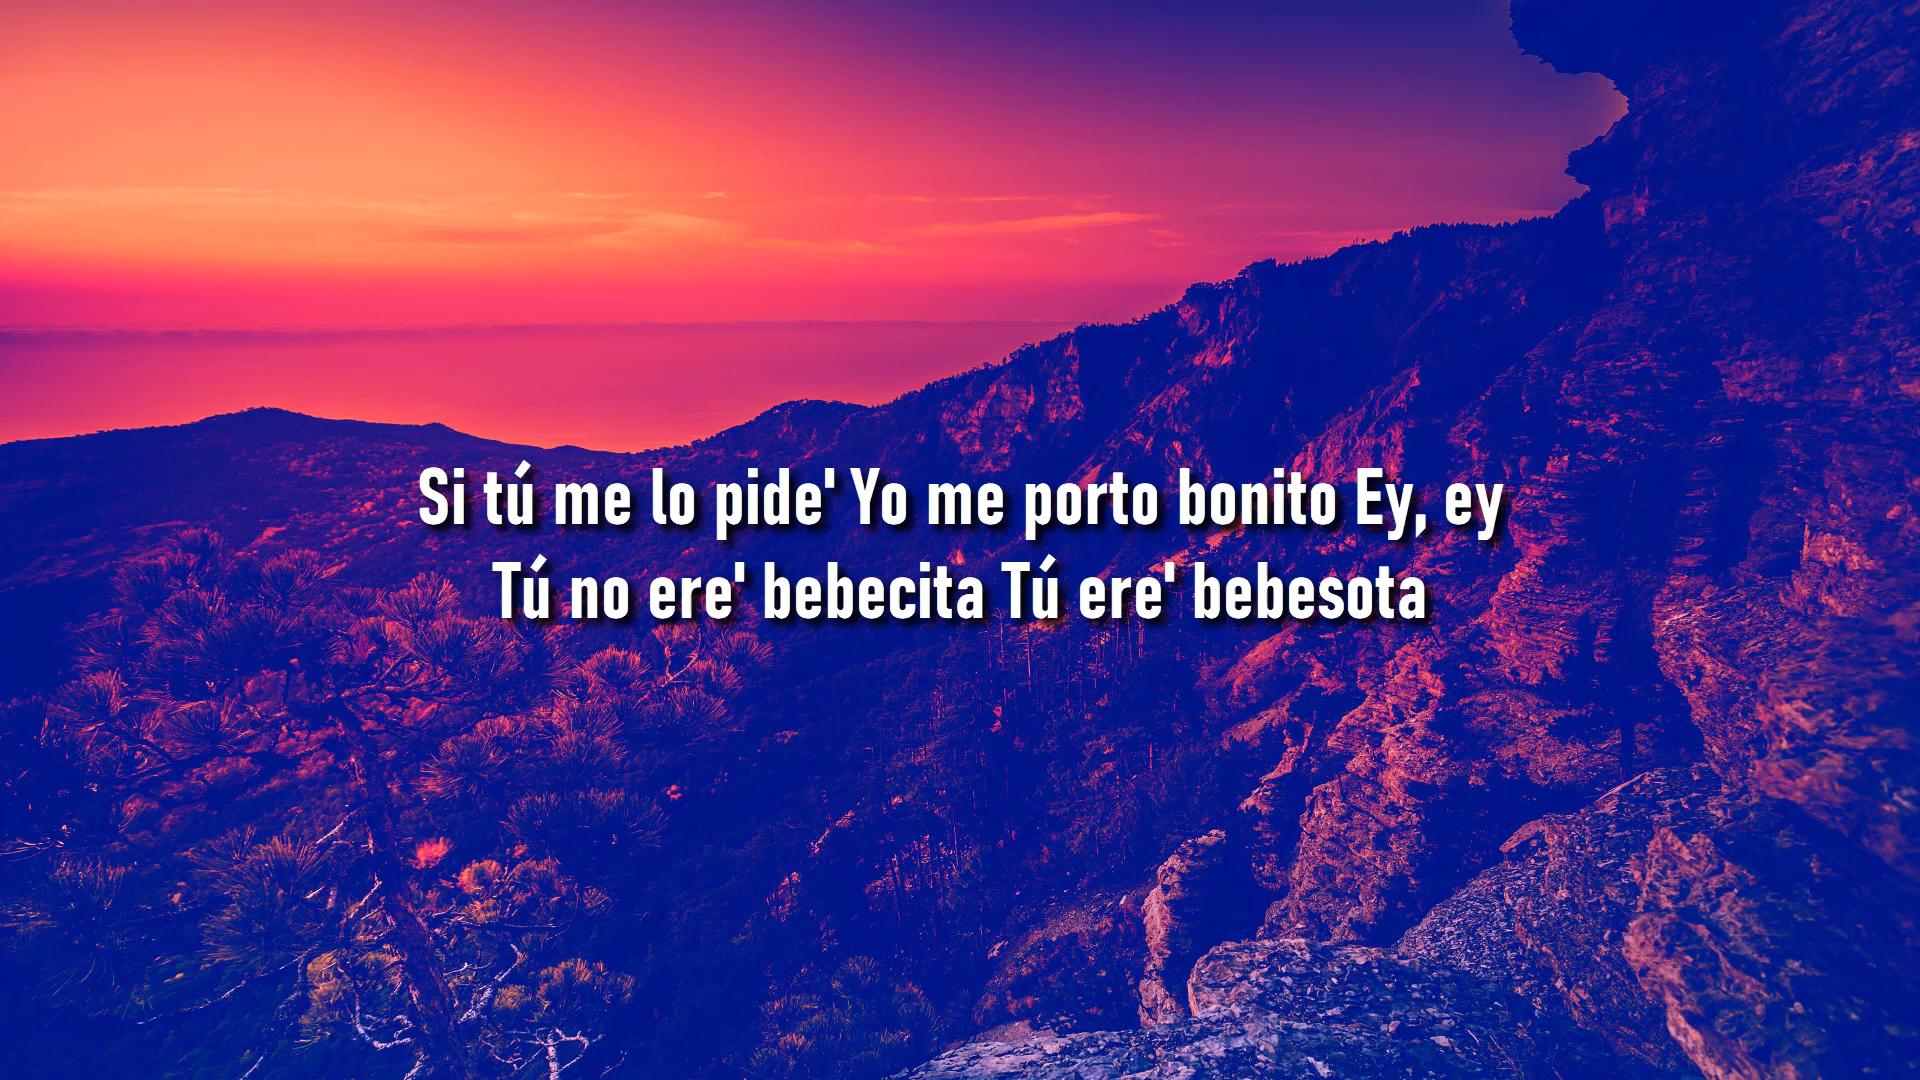 Si tú me lo pide' Yo me porto bonito Ey, ey
Tú no ere' bebecita Tú ere' bebesota